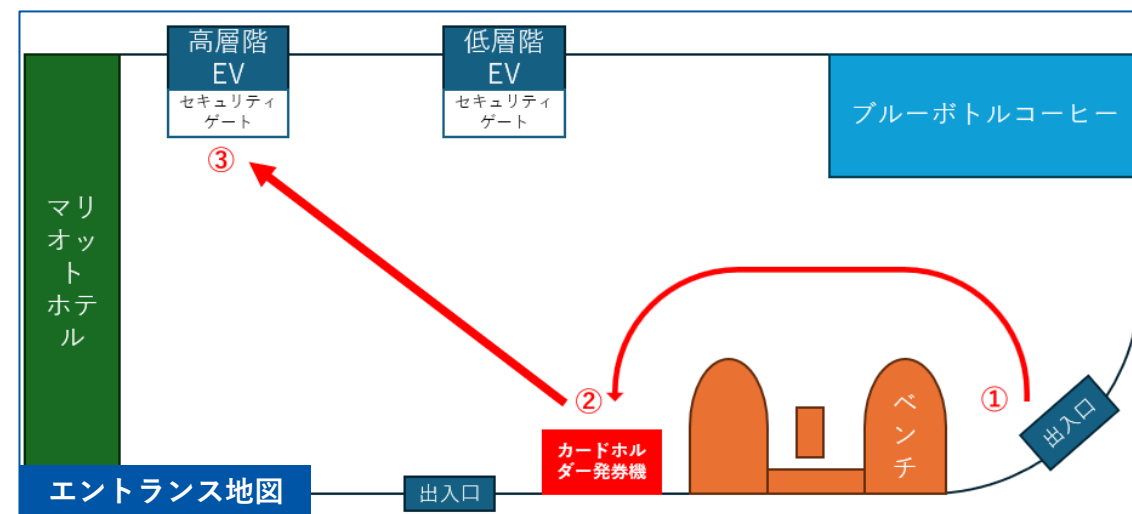 高層階
EV
セキュリティ
ゲート
低層階
EV
セキュリティ
ゲート
ブルーボトルコーヒー
マリ
オッ
ト
ホテ
ル
③
②
①
カードホル
ダー発券機
ベ
ン
チ
出入口
出入口
エントランス地図